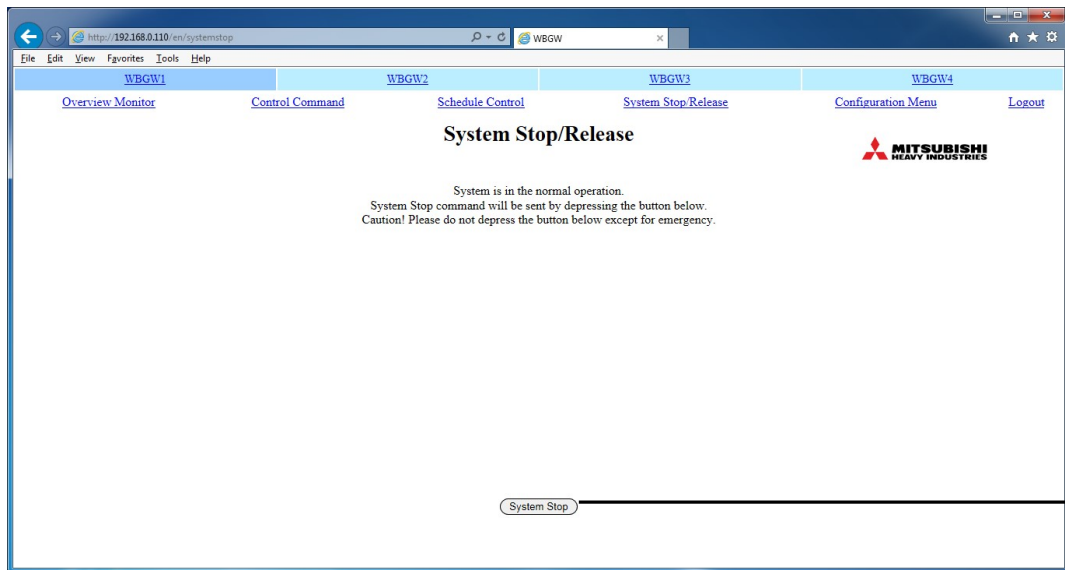 http://192.168.0.110/en/systemstop
WBGW
File Edit View Favorites Tools Help
WBGW1 WBGW2 WBGW3 WBGW4
Overview Monitor Control Command Schedule Control System Stop/Release Configuration Menu Logout
System Stop/Release
MITSUBISHI
HEAVY INDUSTRIES
System is in the normal operation.
System Stop command will be sent by depressing the button below.
Caution! Please do not depress the button below except for emergency.
System Stop